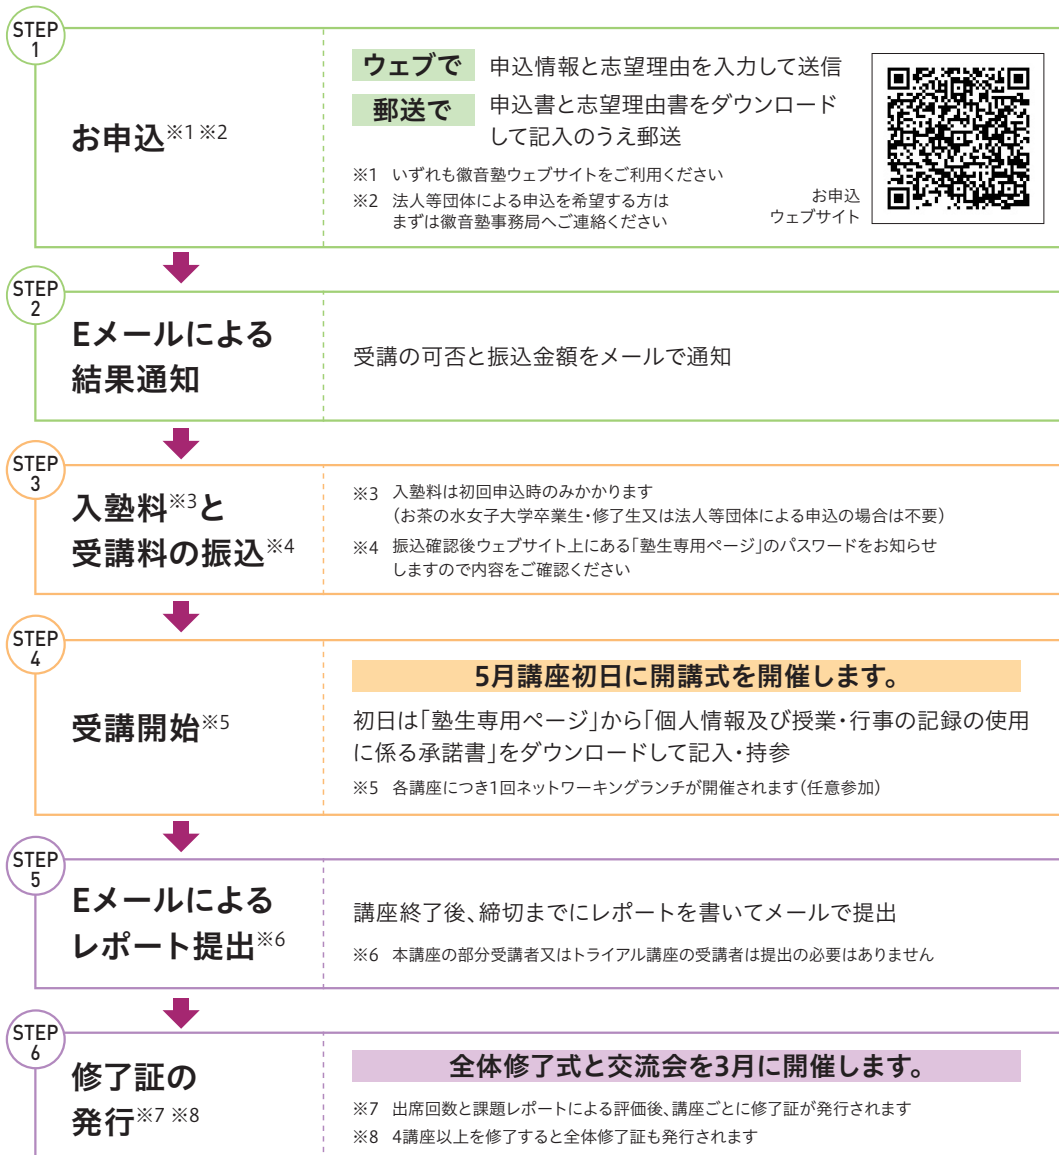 STEP
1
お申込※1 ※2
ウェブで 申込情報と志望理由を入力して送信
郵送で 申込書と志望理由書をダウンロード
して記入のうえ郵送
※1 いずれも徽音塾ウェブサイトをご利用ください
※2 法人等団体による申込を希望する方は
まずは徽音塾事務局へご連絡ください
お申込
ウェブサイト
STEP
2
Eメールによる
結果通知
受講の可否と振込金額をメールで通知
STEP
3
入塾料※3と
受講料の振込※4
※3 入塾料は初回申込時のみかかります
(お茶の水女子大学卒業生・修了生又は法人等団体による申込の場合は不要)
※4 振込確認後ウェブサイト上にある「塾生専用ページ」のパスワードをお知らせ
しますので内容をご確認ください
STEP
4
受講開始※5
5月講座初日に開講式を開催します。
初日は「塾生専用ページ」から「個人情報及び授業・行事の記録の使用
に係る承諾書」をダウンロードして記入・持参
※5 各講座につき1回ネットワーキングランチが開催されます(任意参加)
STEP
5
Eメールによる
レポート提出※6
講座終了後、締切までにレポートを書いてメールで提出
※6 本講座の部分受講者又はトライアル講座の受講者は提出の必要はありません
STEP
6
修了証の
発行※7 ※8
全体修了式と交流会を3月に開催します。
※7 出席回数と課題レポートによる評価後、講座ごとに修了証が発行されます
※8 4講座以上を修了すると全体修了証も発行されます